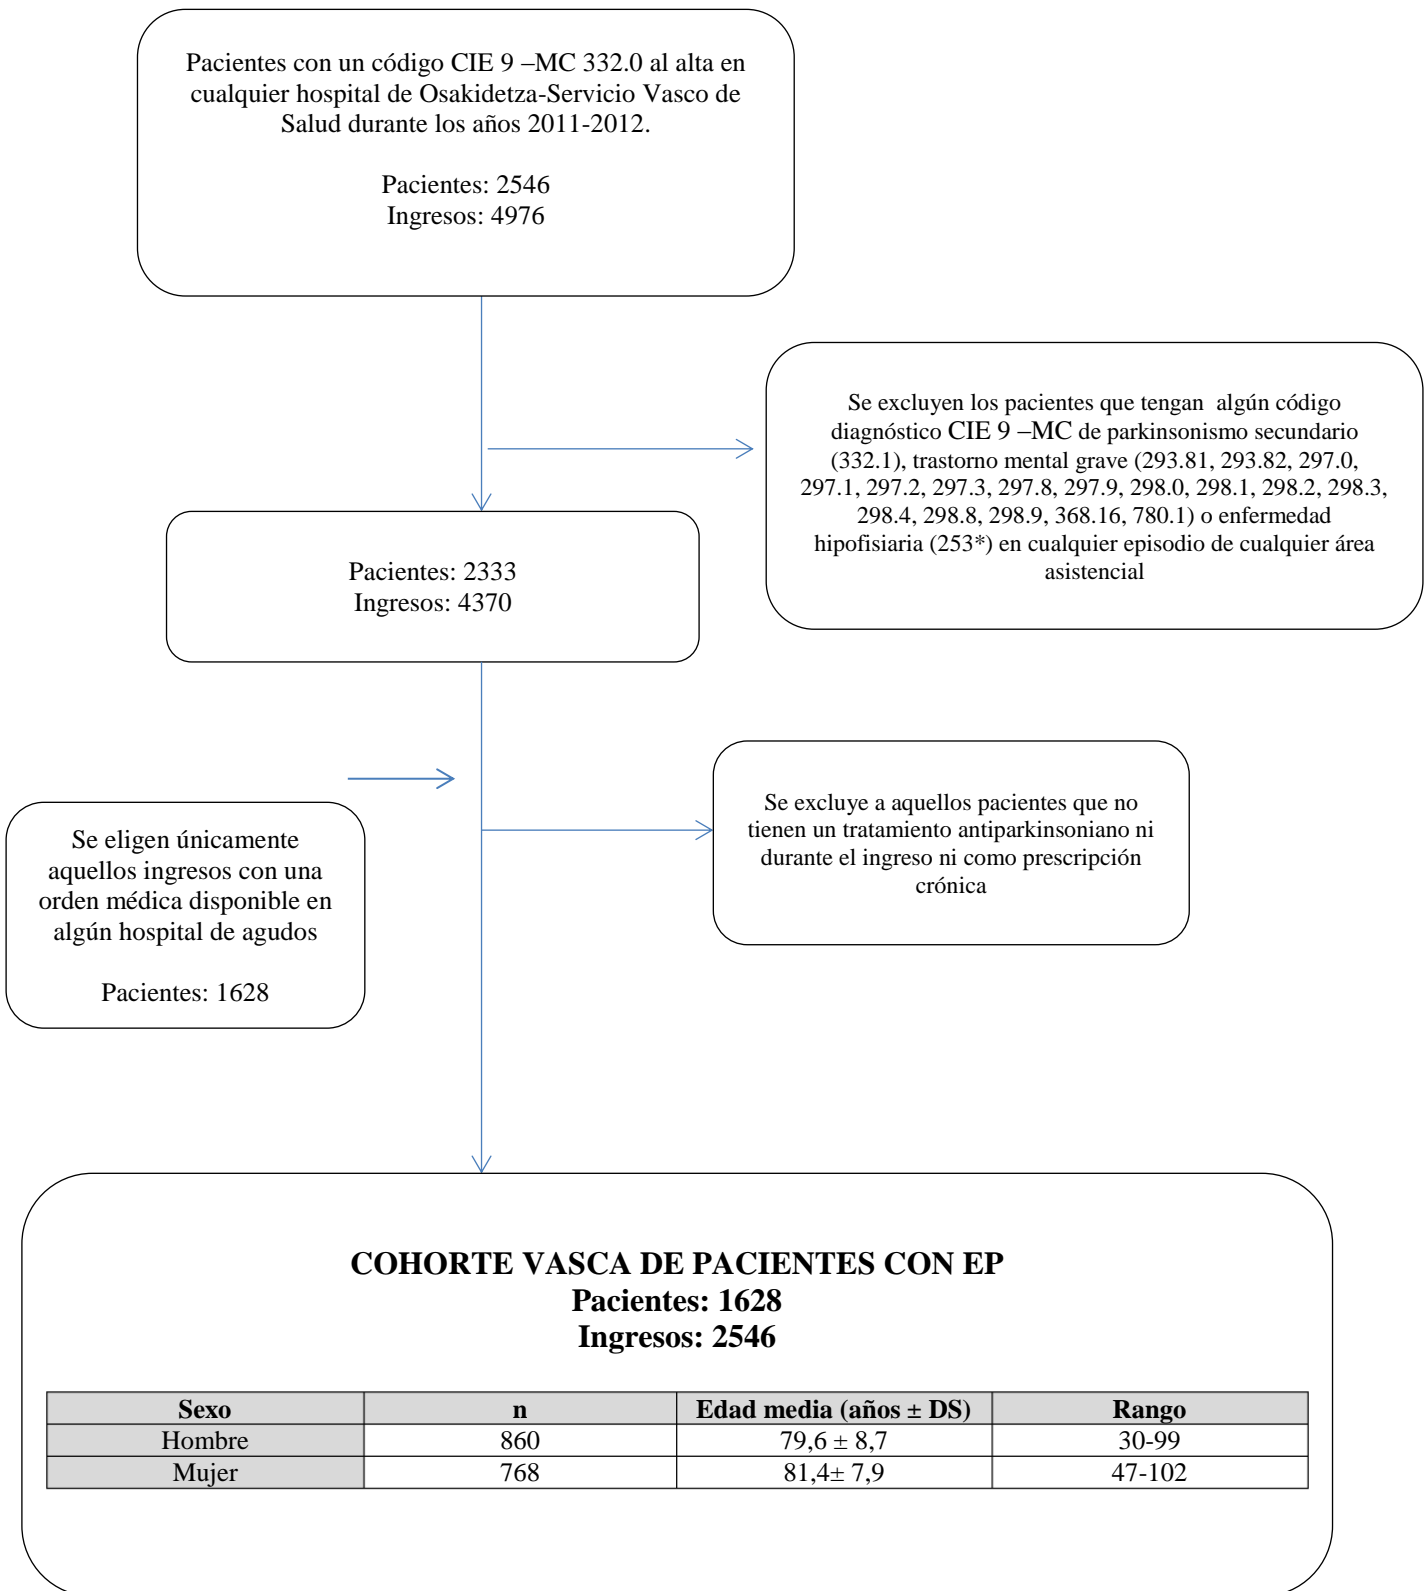 Pacientes con un código CIE 9 –MC 332.0 al alta en
cualquier hospital de Osakidetza-Servicio Vasco de
Salud durante los años 2011-2012.
Pacientes: 2546
Ingresos: 4976
Se excluyen los pacientes que tengan algún código
diagnóstico CIE 9 –MC de parkinsonismo secundario
(332.1), trastorno mental grave (293.81, 293.82, 297.0,
297.1, 297.2, 297.3, 297.8, 297.9, 298.0, 298.1, 298.2, 298.3,
298.4, 298.8, 298.9, 368.16, 780.1) o enfermedad
hipofisiaria (253*) en cualquier episodio de cualquier área
asistencial
Pacientes: 2333
Ingresos: 4370
Se excluye a aquellos pacientes que no
tienen un tratamiento antiparkinsoniano ni
durante el ingreso ni como prescripción
crónica
Se eligen únicamente
aquellos ingresos con una
orden médica disponible en
algún hospital de agudos
Pacientes: 1628
COHORTE VASCA DE PACIENTES CON EP
Pacientes: 1628
Ingresos: 2546
Sexo n Edad media (años ± DS) Rango
Hombre 860 79,6 ± 8,7 30-99
Mujer 768 81,4± 7,9 47-102